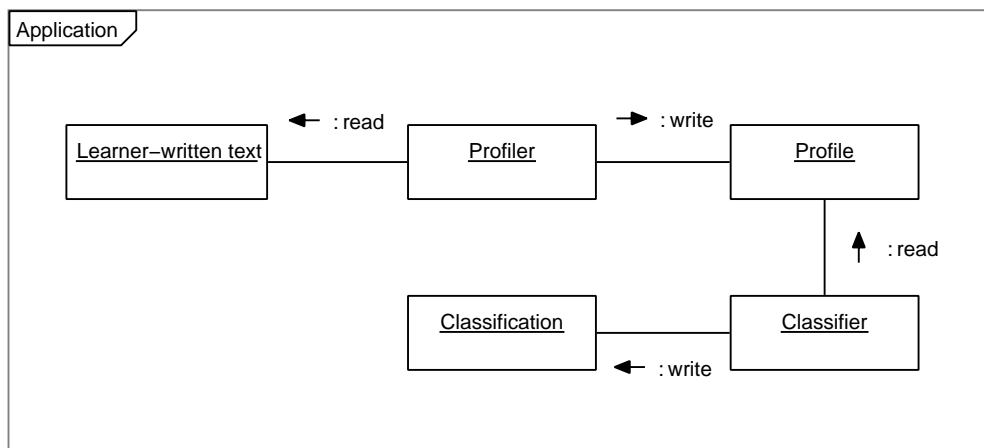 Application
: read
: write
Learner–written text
Profiler
Profile
: read
Classification
Classifier
: write